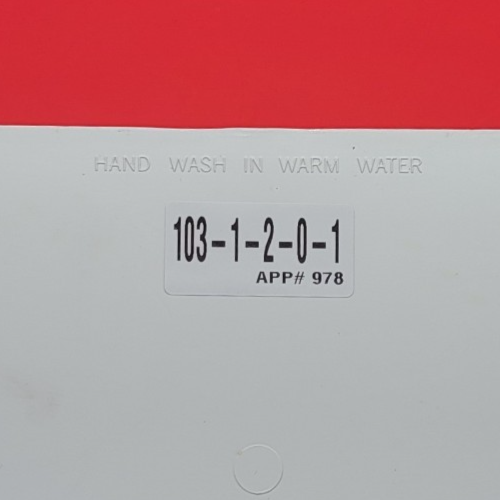 HAND WASH IN WARM WATER
103-1-2-0-1
APP# 978